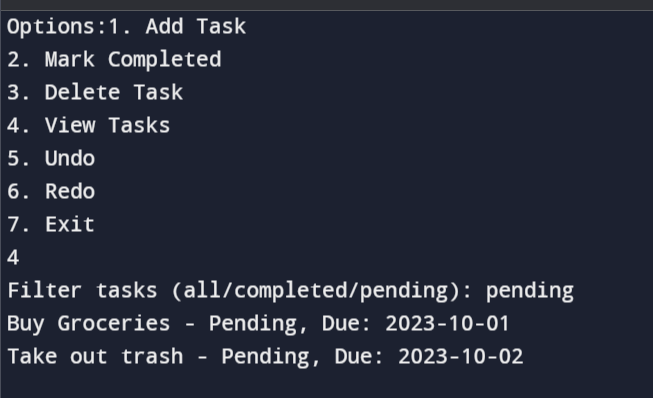 Options:1. Add Task
2. Mark Completed
3. Delete Task
4. View Tasks
5. Undo
6. Redo
7. Exit
4
Filter tasks (all/completed/pending): pending
Buy Groceries - Pending, Due: 2023-10-01
Take out trash - Pending, Due: 2023-10-02